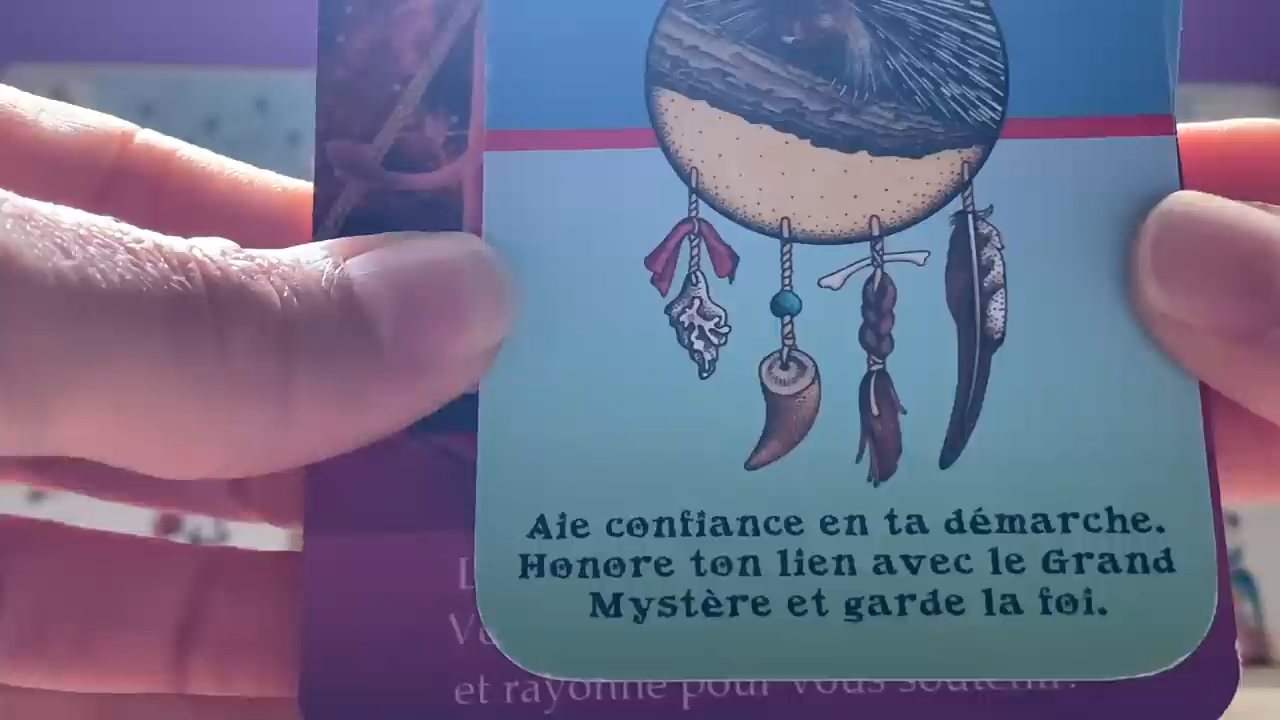 Aie confiance en ta démarche.
Honore ton lien avec le Grand
Mystère et garde la foi.
et rayonne pour vous soutenir.